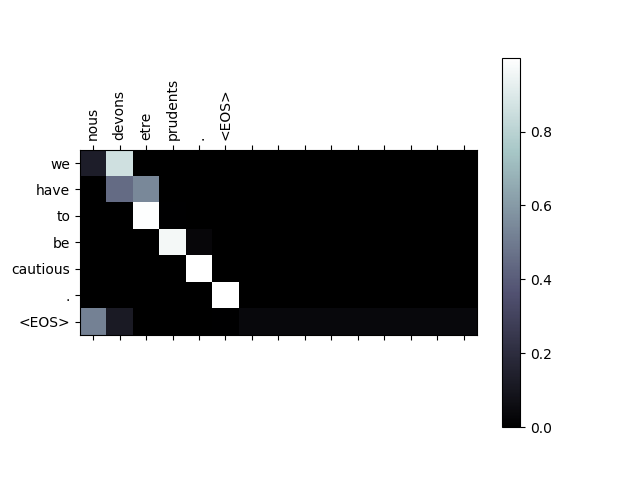 nous
devons
etre
prudents
.
<EOS>
we
have
to
be
cautious
.
<EOS>
0.8
0.6
0.4
0.2
0.0